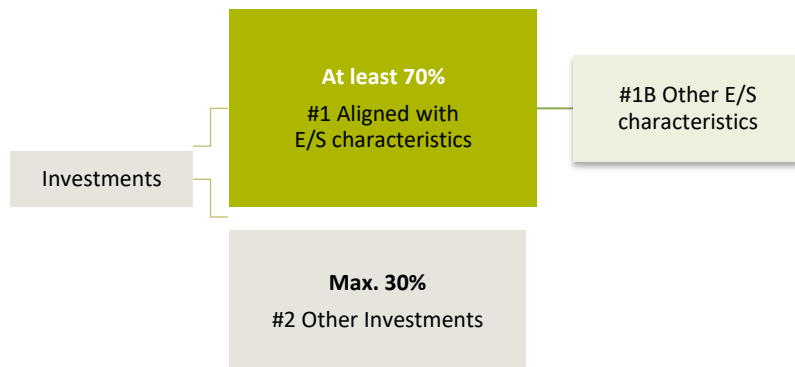 Investments
At least 70%
#1 Aligned with
E/S characteristics
#1B Other E/S
characteristics
Max. 30%
#2 Other Investments